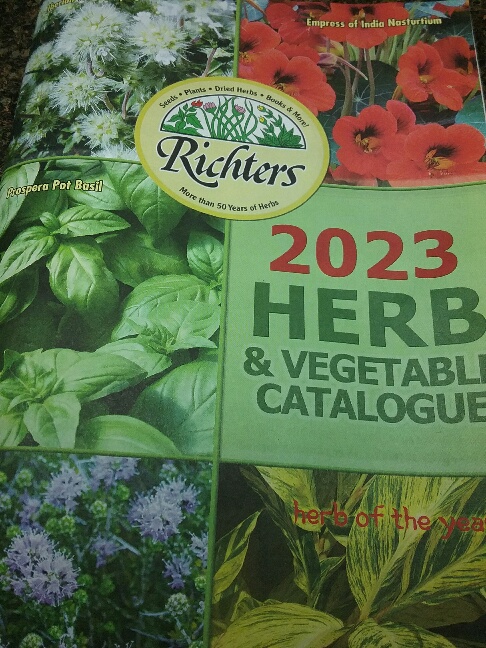 Empress of India Nasturtium
Seeds • Plants • Dried Herbs • Books & More!
Richters
More than 50 Years of Herbs
Prospera Pot Basil
2023
HERB
& VEGETABLE
CATALOGUE
herb of the year